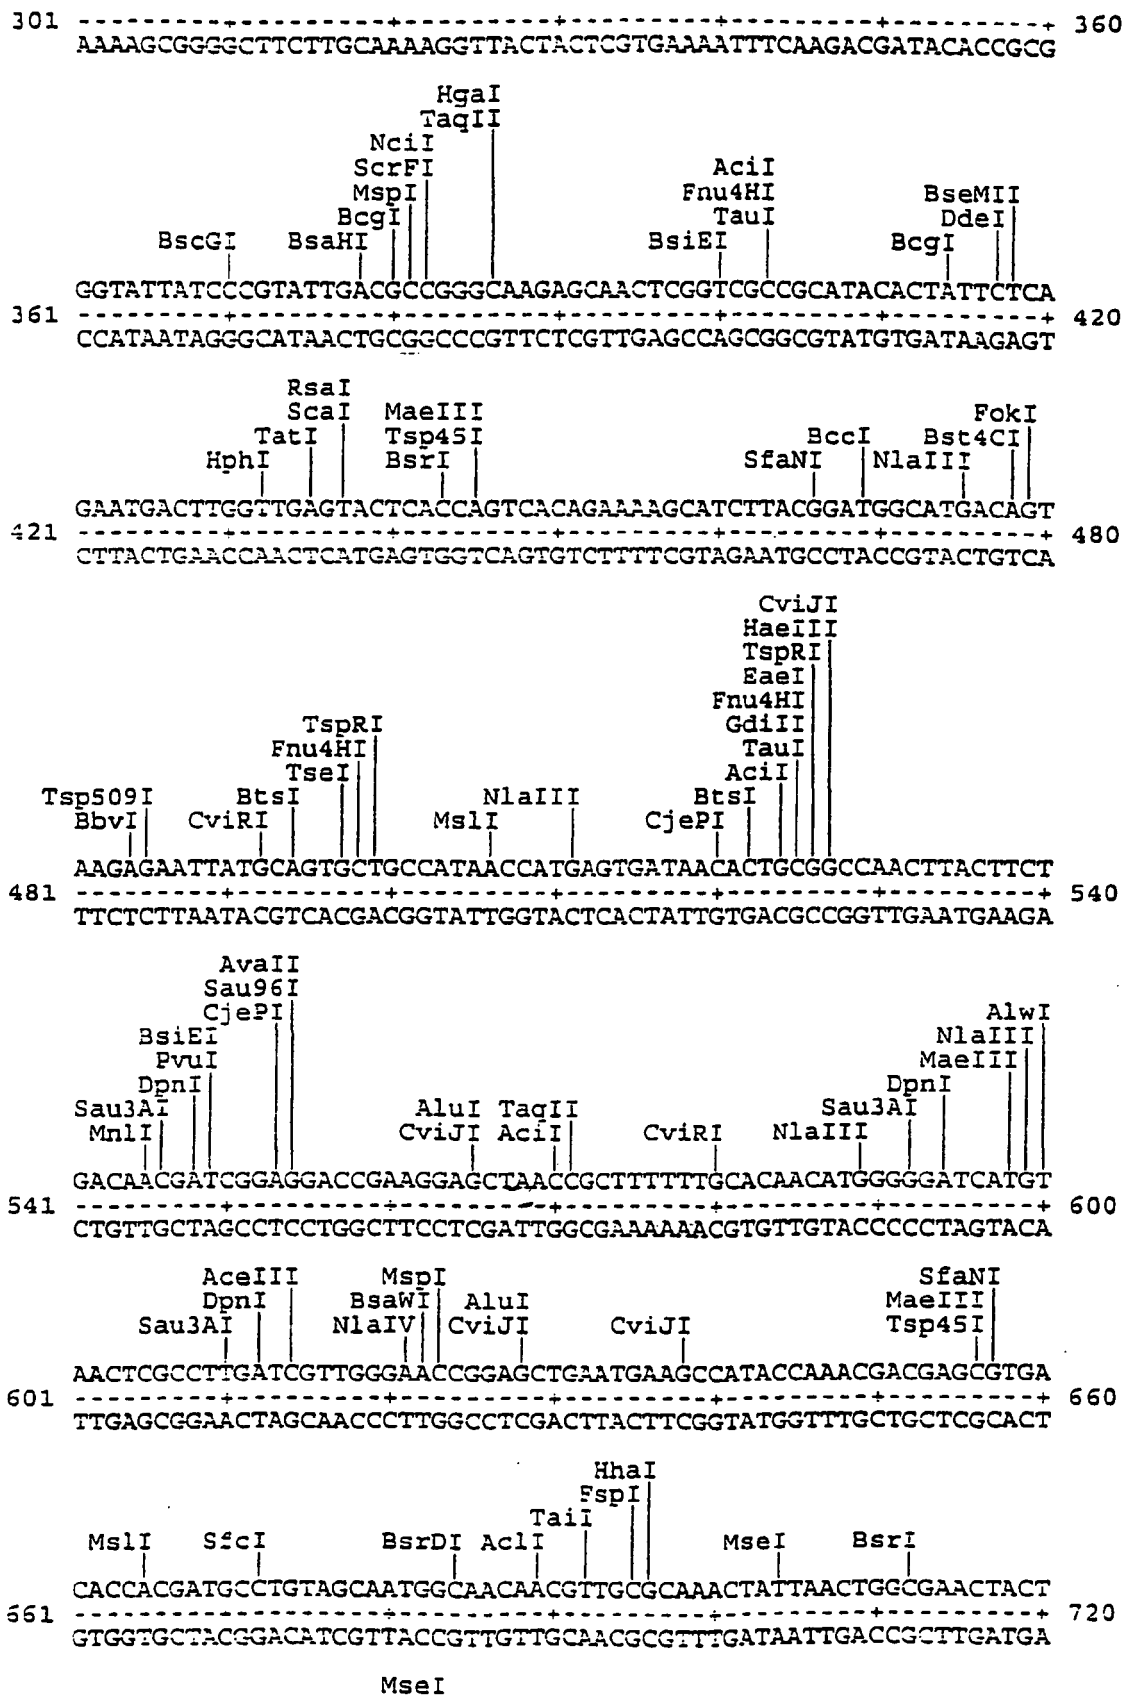 301 ---------+---------+---------+---------+---------+---------+ 360
AAAAGCGGGGCTTCTTGCAAAAGGTTACTACTCGTGAAAATTTCAAGACGATACACCGCG
HgaI
TaqII
NciI
ScrFI AciI
MspI Fnu4HI BseMII
BcgI TauI DdeI
BscGI BsaHI BsiEI BcgI
GGTATTATCCCGTATTGACGCCGGGCAAGAGCAACTCGGTCGCCGCATACACTATTCTCA
361 ---------+---------+---------+---------+---------+---------+ 420
CCATAATAGGGCATAACTGCGGCCCGTTCTCGTTGAGCCAGCGGCGTATGTGATAAGAGT
RsaI
ScaI MaeIII FokI
TatI Tsp45I BccI Bst4CI
HphI BsrI SfaNI NlaIII
GAATGACTTGGTTGAGTACTCACCAGTCACAGAAAAGCATCTTACGGATGGCATGACAGT
421 ---------+---------+---------+---------+---------+---------+ 480
CTTACTGAACCAACTCATGAGTGGTCAGTGTCTTTTCGTAGAATGCCTACCGTACTGTCA
CviJI
HaeIII
TspRI
EaeI
Fnu4HI
TspRI GdiII
Fnu4HI TauI
TseI AciI
Tsp509I BtsI NlaIII BtsI
BbvI CviRI MslI CjePI
AAGAGAATTATGCAGTGCTGCCATAACCATGAGTGATAACACTGCGGCCAACTTACTTCT
481 ---------+---------+---------+---------+---------+---------+ 540
TTCTCTTAATACGTCACGACGGTATTGGTACTCACTATTGTGACGCCGGTTGAATGAAGA
AvaII
Sau96I
CjePI AlwI
BsiEI NlaIII
PvuI MaeIII
DpnI DpnI
Sau3AI AluI TaqII Sau3AI
MnlI CviJI AciI CviRI NlaIII
GACAACGATCGGAGGACCGAAGGAGCTAACCGCTTTTTTGCACAACATGGGGGATCATGT
541 ---------+---------+---------+---------+---------+---------+ 600
CTGTTGCTAGCCTCCTGGCTTCCTCGATTGGCGAAAAAACGTGTTGTACCCCCTAGTACA
AceIII MspI SfaNI
DpnI BsaWI AluI MaeIII
Sau3AI NlaIV CviJI CviJI Tsp45I
AACTCGCCTTGATCGTTGGGAACCGGAGCTGAATGAAGCCATACCAAACGACGAGCGTGA
601 ---------+---------+---------+---------+---------+---------+ 660
TTGAGCGGAACTAGCAACCCTTGGCCTCGACTTACTTCGGTATGGTTTGCTGCTCGCACT
HhaI
FspI
TaiI
MslI SfcI BsrDI AclI MseI BsrI
CACCACGATGCCTGTAGCAATGGCAACAACGTTGCGCAAACTATTAACTGGCGAACTACT
661 ---------+---------+---------+---------+---------+---------+ 720
GTGGTGCTACGGACATCGTTACCGTTGTTGCAACGCGTTTGATAATTGACCGCTTGATGA
MseI